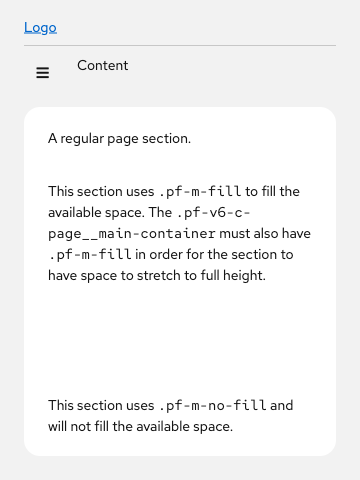 Logo
Content
A regular page section.
This section uses .pf-m-fill to fill the
available space. The .pf-v6-c-
page__main-container must also have
.pf-m-fill in order for the section to
have space to stretch to full height.
This section uses .pf-m-no-fill and
will not fill the available space.